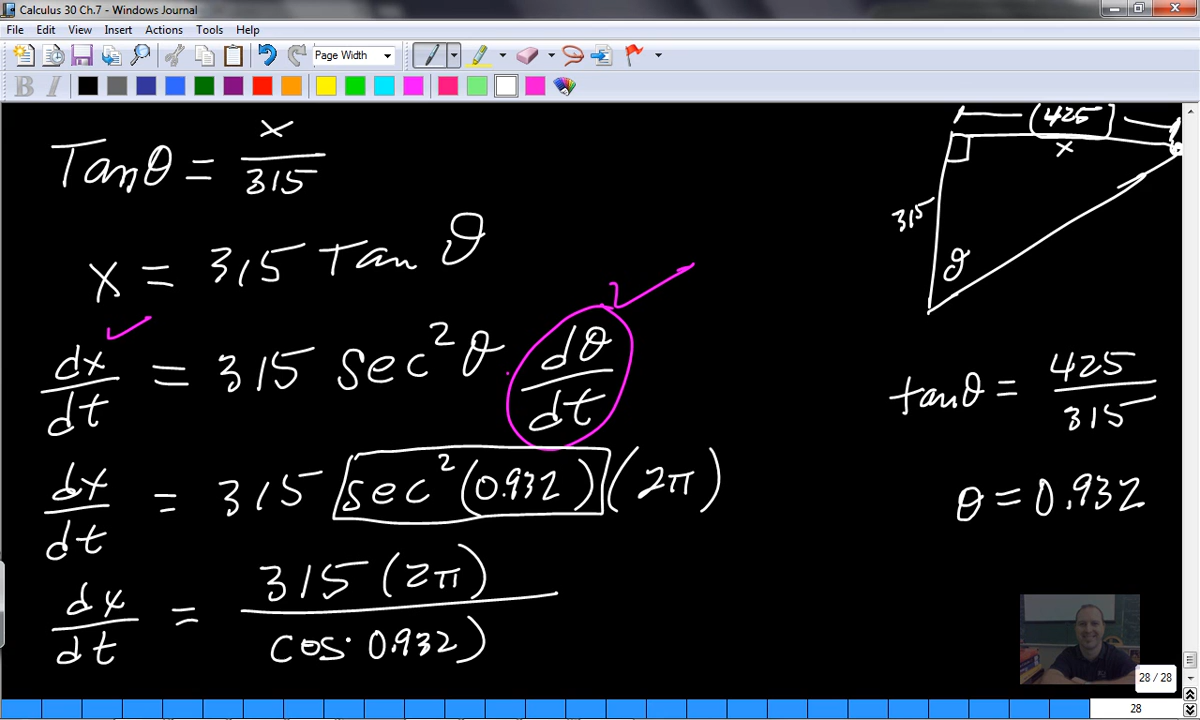 Calculus 30 Ch.7 - Windows Journal
File Edit View Insert Actions Tools Help
Page Width
B I
Tanθ = x/315
x = 315 Tan θ
dx/dt = 315 sec²θ · dθ/dt
dx/dt = 315 sec²(0.932)(2π)
dx/dt = 315(2π)/cos· 0.932)
(425)
x
315
θ
tanθ = 425/315
θ = 0.932
28 / 28
28